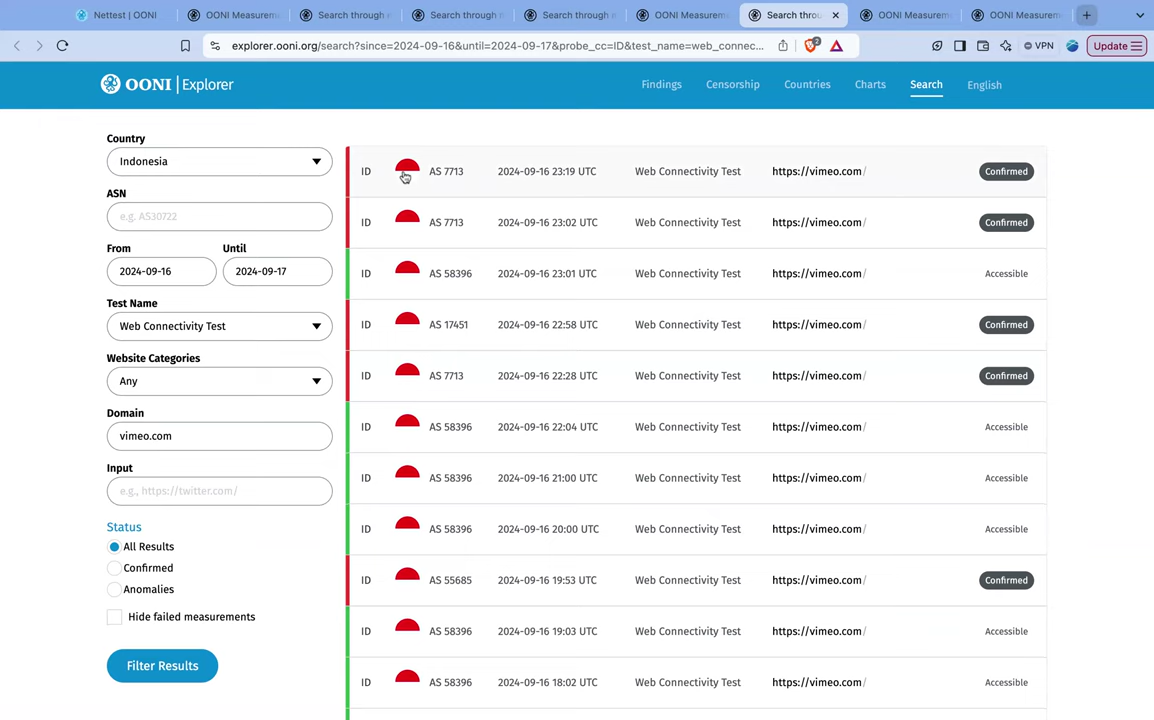 Nettest | OONI
OONI Measurem
Search through
Search through
Search through
OONI Measurem
Search throu
OONI Measurem
OONI Measurem
explorer.ooni.org/search?since=2024-09-16&until=2024-09-17&probe_cc=ID&test_name=web_connec...
2
VPN
Update
OONI | Explorer
Findings
Censorship
Countries
Charts
Search
English
Country
Indonesia
ASN
e.g. AS30722
From
Until
2024-09-16
2024-09-17
Test Name
Web Connectivity Test
Website Categories
Any
Domain
vimeo.com
Input
e.g., https://twitter.com/
Status
All Results
Confirmed
Anomalies
Hide failed measurements
Filter Results
ID AS 7713 2024-09-16 23:19 UTC Web Connectivity Test https://vimeo.com/ Confirmed
ID AS 7713 2024-09-16 23:02 UTC Web Connectivity Test https://vimeo.com/ Confirmed
ID AS 58396 2024-09-16 23:01 UTC Web Connectivity Test https://vimeo.com/ Accessible
ID AS 17451 2024-09-16 22:58 UTC Web Connectivity Test https://vimeo.com/ Confirmed
ID AS 7713 2024-09-16 22:28 UTC Web Connectivity Test https://vimeo.com/ Confirmed
ID AS 58396 2024-09-16 22:04 UTC Web Connectivity Test https://vimeo.com/ Accessible
ID AS 58396 2024-09-16 21:00 UTC Web Connectivity Test https://vimeo.com/ Accessible
ID AS 58396 2024-09-16 20:00 UTC Web Connectivity Test https://vimeo.com/ Accessible
ID AS 55685 2024-09-16 19:53 UTC Web Connectivity Test https://vimeo.com/ Confirmed
ID AS 58396 2024-09-16 19:03 UTC Web Connectivity Test https://vimeo.com/ Accessible
ID AS 58396 2024-09-16 18:02 UTC Web Connectivity Test https://vimeo.com/ Accessible